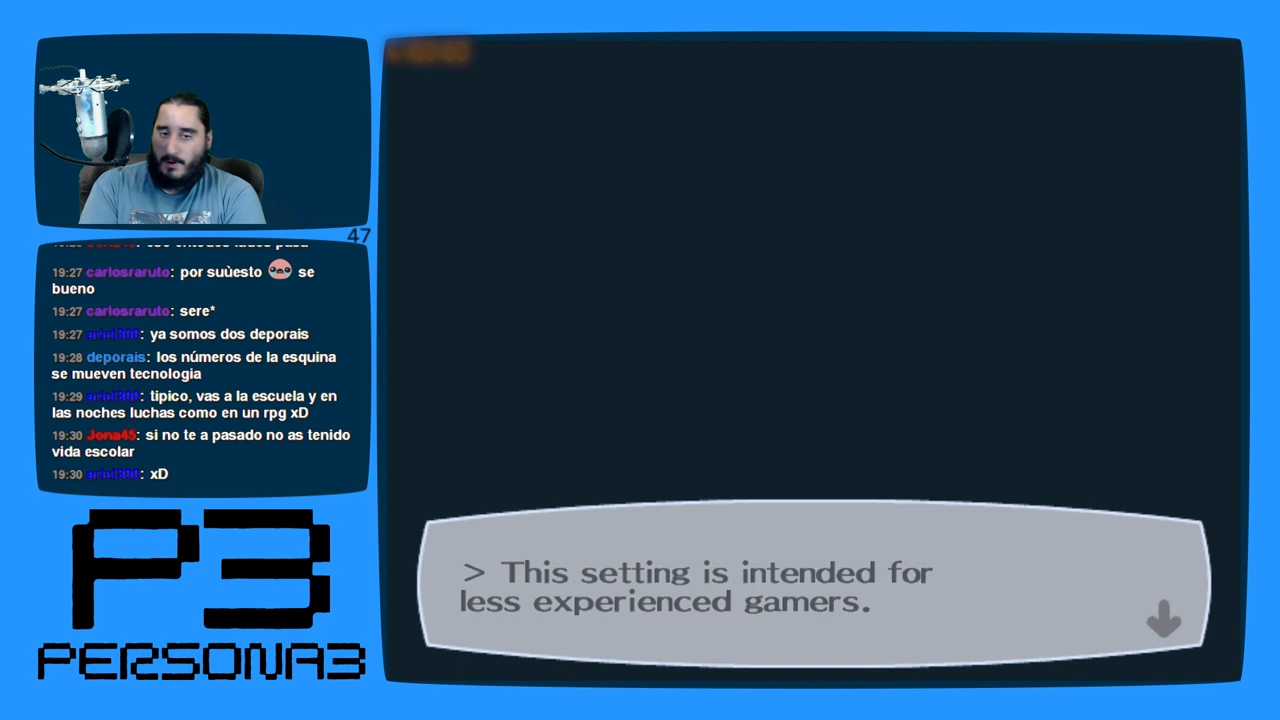 47
19:27 carlosraruto: por suùesto se
bueno
19:27 carlosraruto: sere*
19:27 ariel300: ya somos dos deporais
19:28 deporais: los números de la esquina
se mueven tecnologia
19:29 ariel300: tipico, vas a la escuela y en
las noches luchas como en un rpg xD
19:30 Jona45: si no te a pasado no as tenido
vida escolar
19:30 ariel300: xD
P3
PERSONA3
> This setting is intended for
less experienced gamers.